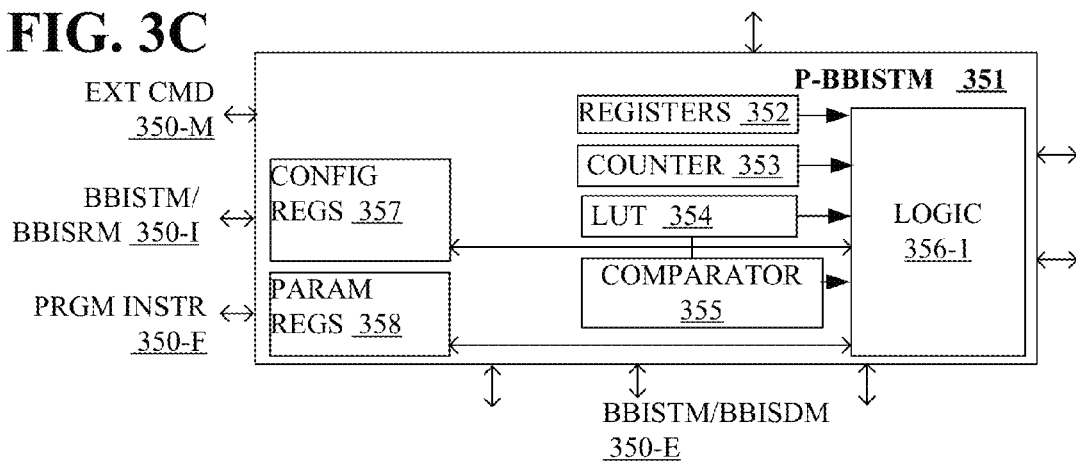 FIG. 3C
P-BBISTM 351
EXT CMD
350-M
REGISTERS 352
COUNTER 353
CONFIG
REGS 357
LUT 354
LOGIC
356-1
BBISTM/
BBISRM 350-I
COMPARATOR
355
PARAM
REGS 358
PRGM INSTR
350-F
BBISTM/BBISDM
350-E